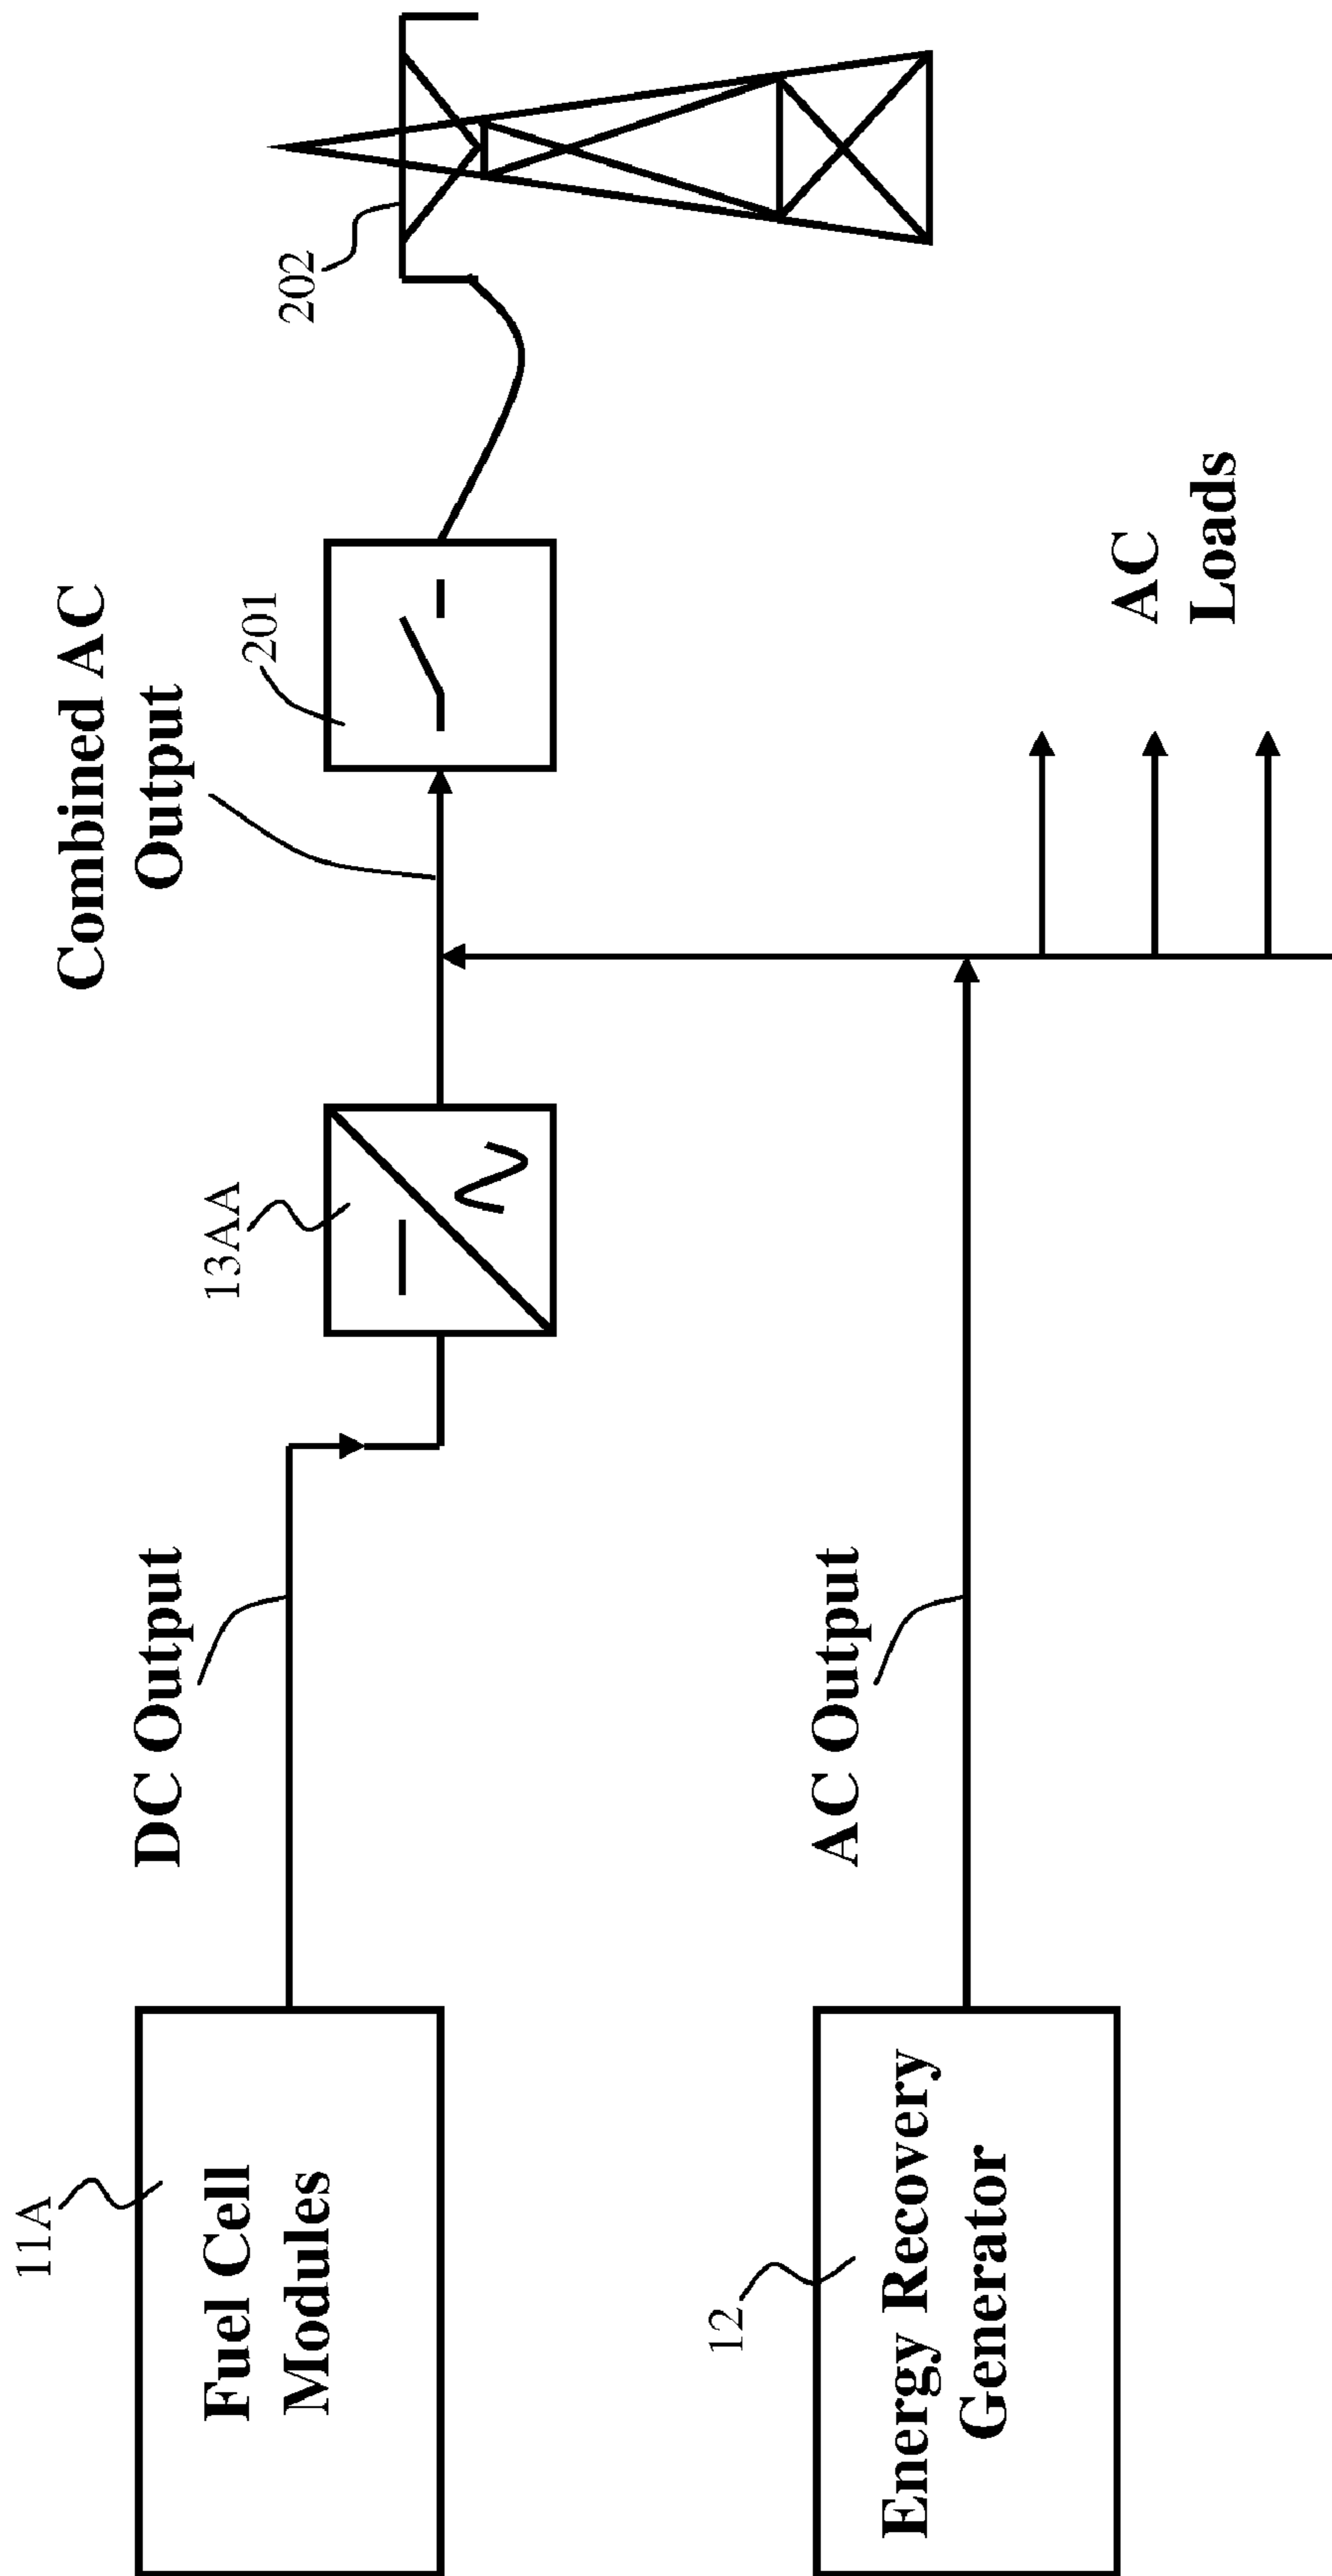 Combined AC
Output
201
202
13AA
DC Output
11A
Fuel Cell
Modules
AC
Loads
AC Output
12
Energy Recovery
Generator